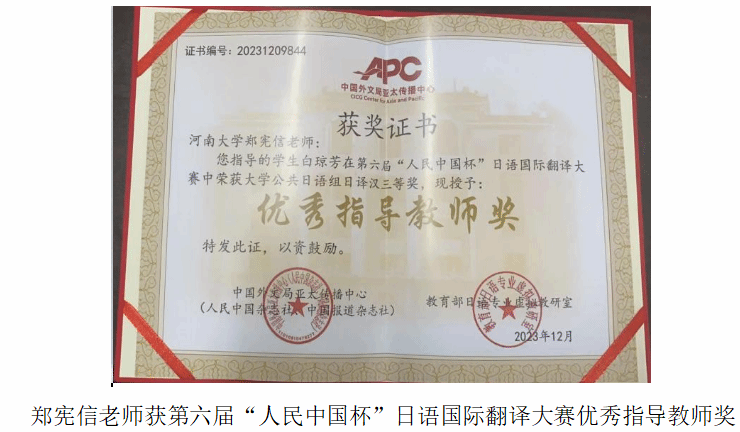 证书编号：20231209844
APC
中国外文局亚太传播中心
CICG Center for Asia and Pacific
获奖证书
河南大学郑宪信老师：
您指导的学生白琼芳在第六届“人民中国杯”日语国际翻译大
赛中荣获大学公共日语组日译汉三等奖，现授予：
优秀指导教师奖
特发此证，以资鼓励。
中国外文局亚太传播中心
（人民中国杂志社、中国报道杂志社）
教育部日语专业虚拟教研室
2023年12月
郑宪信老师获第六届“人民中国杯”日语国际翻译大赛优秀指导教师奖